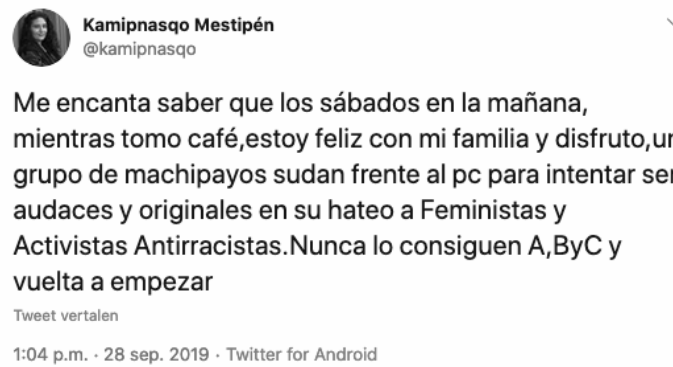 Kamipnasqo Mestipén
@kamipnasqo
Me encanta saber que los sábados en la mañana,
mientras tomo café,estoy feliz con mi familia y disfruto,un
grupo de machipayos sudan frente al pc para intentar ser
audaces y originales en su hateo a Feministas y
Activistas Antirracistas.Nunca lo consiguen A,ByC y
vuelta a empezar
Tweet vertalen
1:04 p.m. · 28 sep. 2019 · Twitter for Android